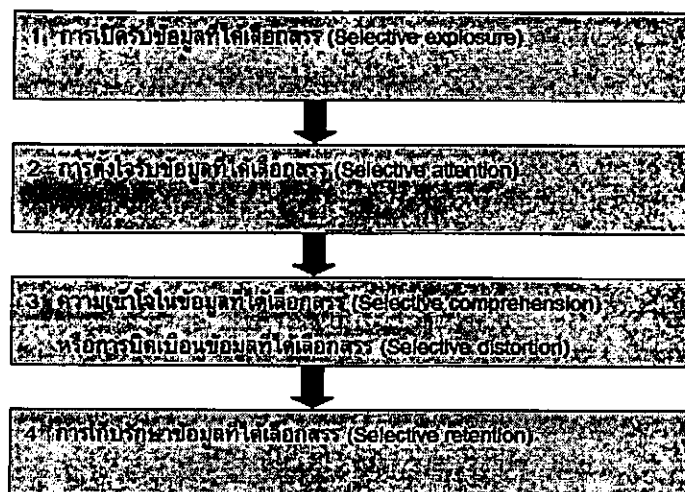 1. การเปิดรับข้อมูลที่ได้เลือกสรร (Selective explosure)
2. การตั้งใจรับข้อมูลที่ได้เลือกสรร (Selective attention)
3. ความเข้าใจในข้อมูลที่ได้เลือกสรร (Selective comprehension)
หรือการบิดเบือนข้อมูลที่ได้เลือกสรร (Selective distortion)
4. การเก็บรักษาข้อมูลที่ได้เลือกสรร (Selective retention)